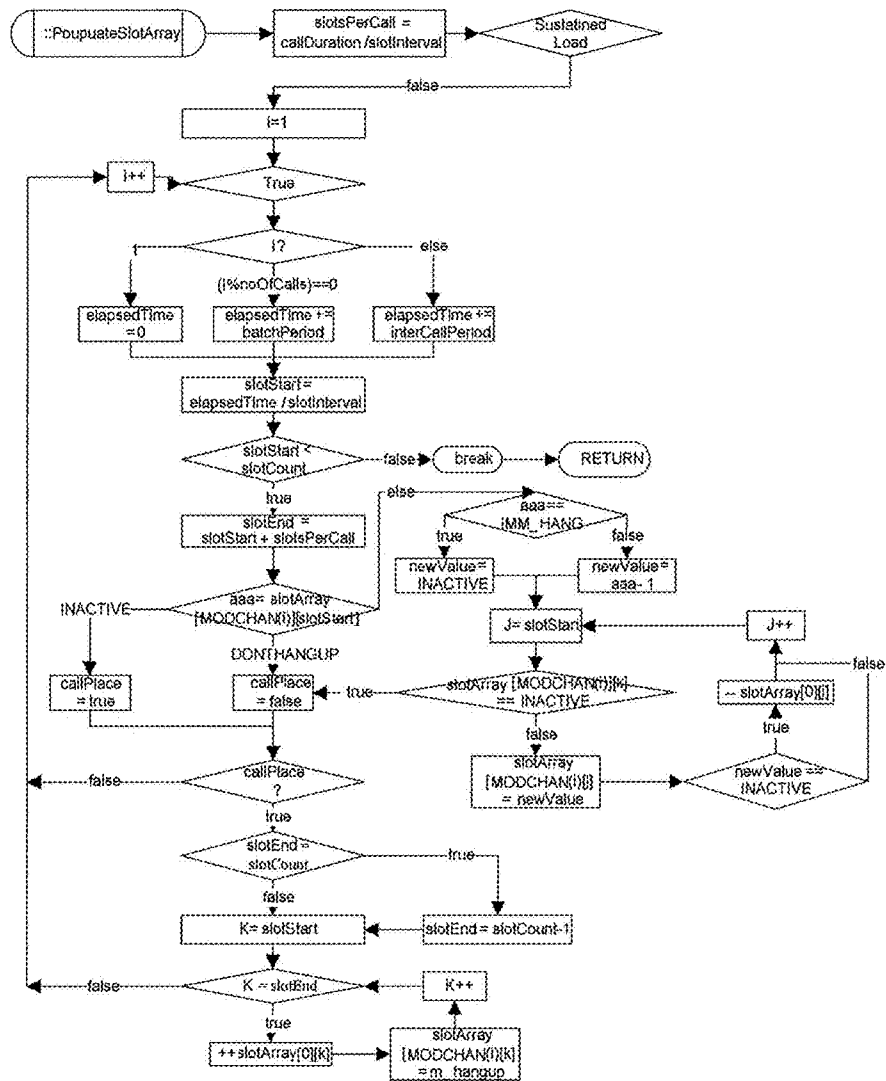 ::PoupuateSlotArray
slotsPerCall =
callDuration /slotInterval
Sustatined
Load
false
i=1
i++
True
i?
1
else
(i%noOfCalls)==0
elapsedTime
=0
elapsedTime +=
batchPeriod
elapsedTime +=
interCallPeriod
slotStart =
elapsedTime /slotInterval
slotStart <
slotCount
false
break
RETURN
true
else
slotEnd =
slotStart + slotsPerCall
aaa==
IMM_HANG
true
false
newValue=
INACTIVE
newValue=
aaa- 1
aaa= slotArray
[MODCHAN(i)][slotStart]
INACTIVE
DONTHANGUP
J= slotStart
J++
callPlace
= true
callPlace
= false
true
slotArray [MODCHAN(i)][k]
== INACTIVE
false
-- slotArray[0][j]
false
true
slotArray
[MODCHAN(i)[j]
= newValue
newValue ==
INACTIVE
callPlace
?
false
true
slotEnd =
slotCount
true
false
K= slotStart
slotEnd = slotCount-1
K ~ slotEnd
false
K++
true
++slotArray[0][k]
slotArray
[MODCHAN(i)[k]
=m_hangup